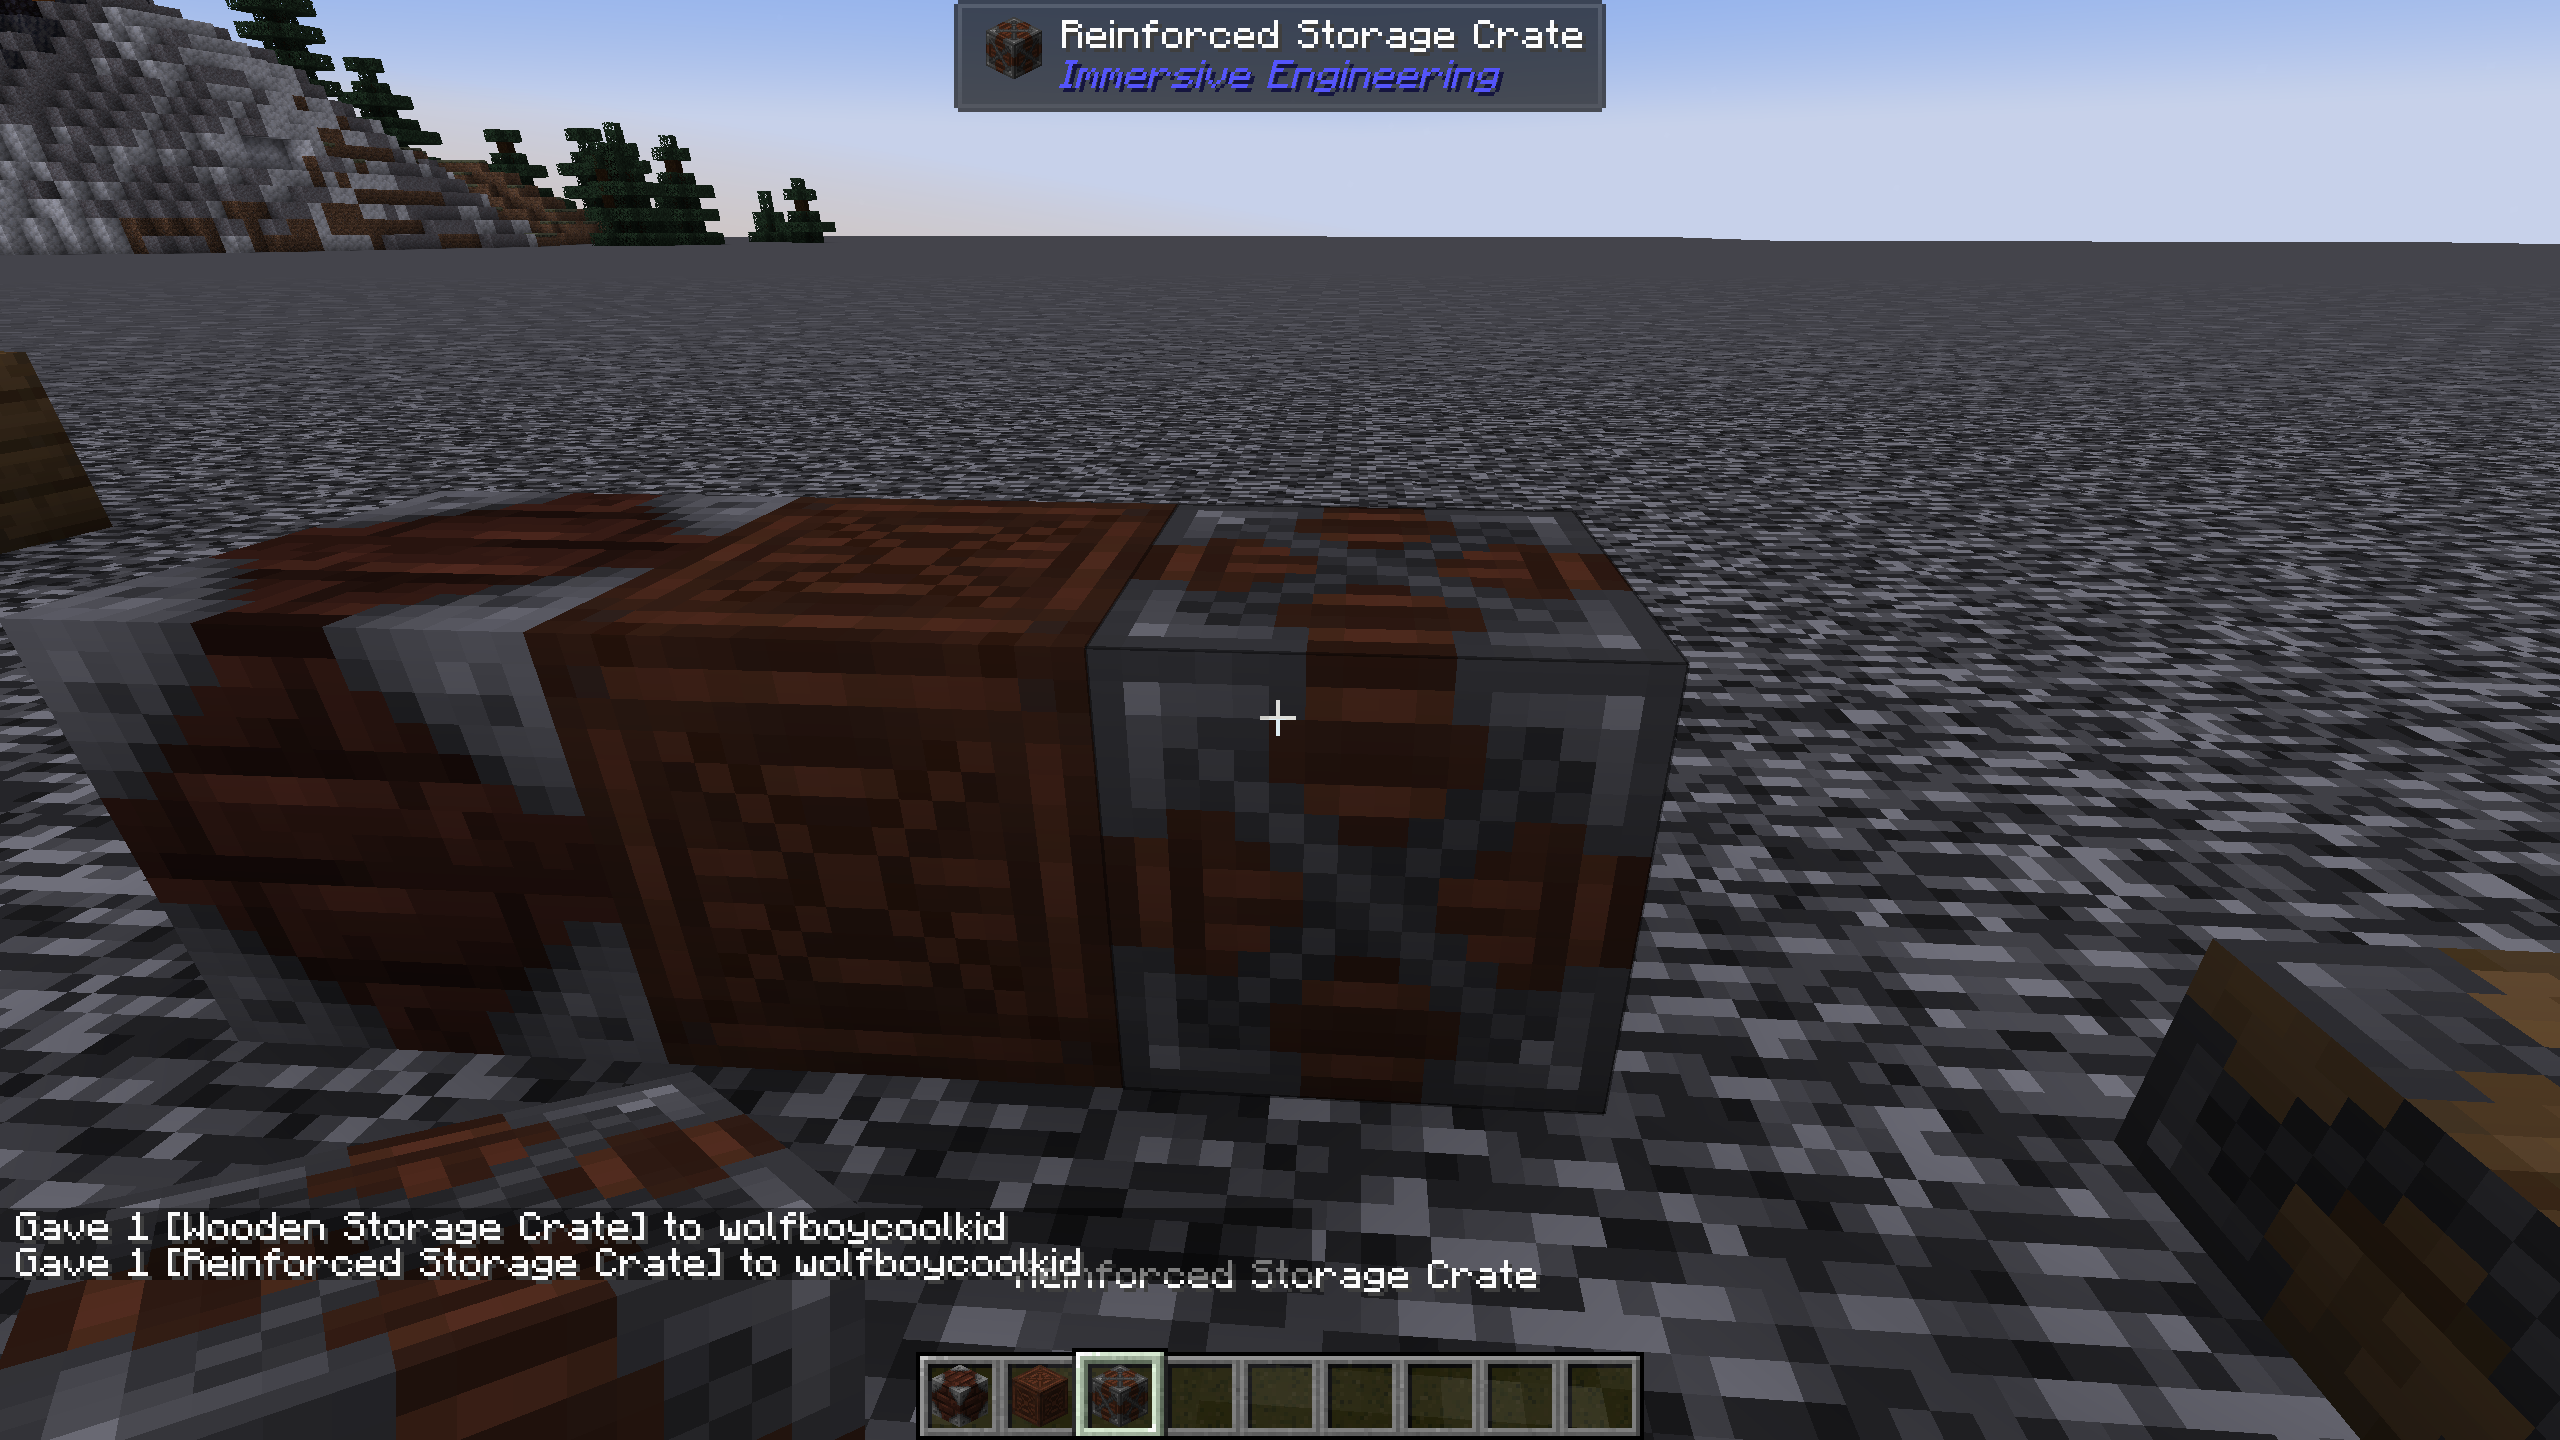 Reinforced Storage Crate
Immersive Engineering
Gave 1 [Wooden Storage Crate] to wolfboycoolkid
Gave 1 [Reinforced Storage Crate] to wolfboycoolkid
Reinforced Storage Crate